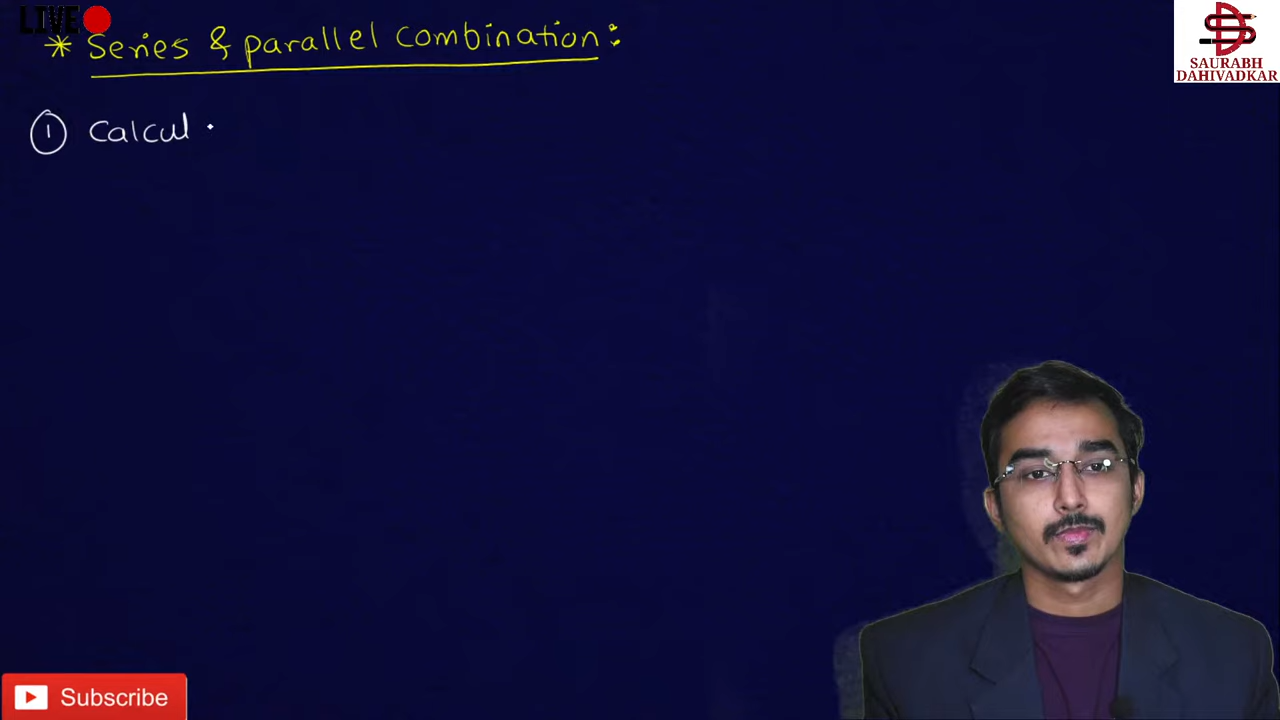 LIVE
* Series & parallel combination:
① Calcul
SAURABH
DAHIVADKAR
Subscribe